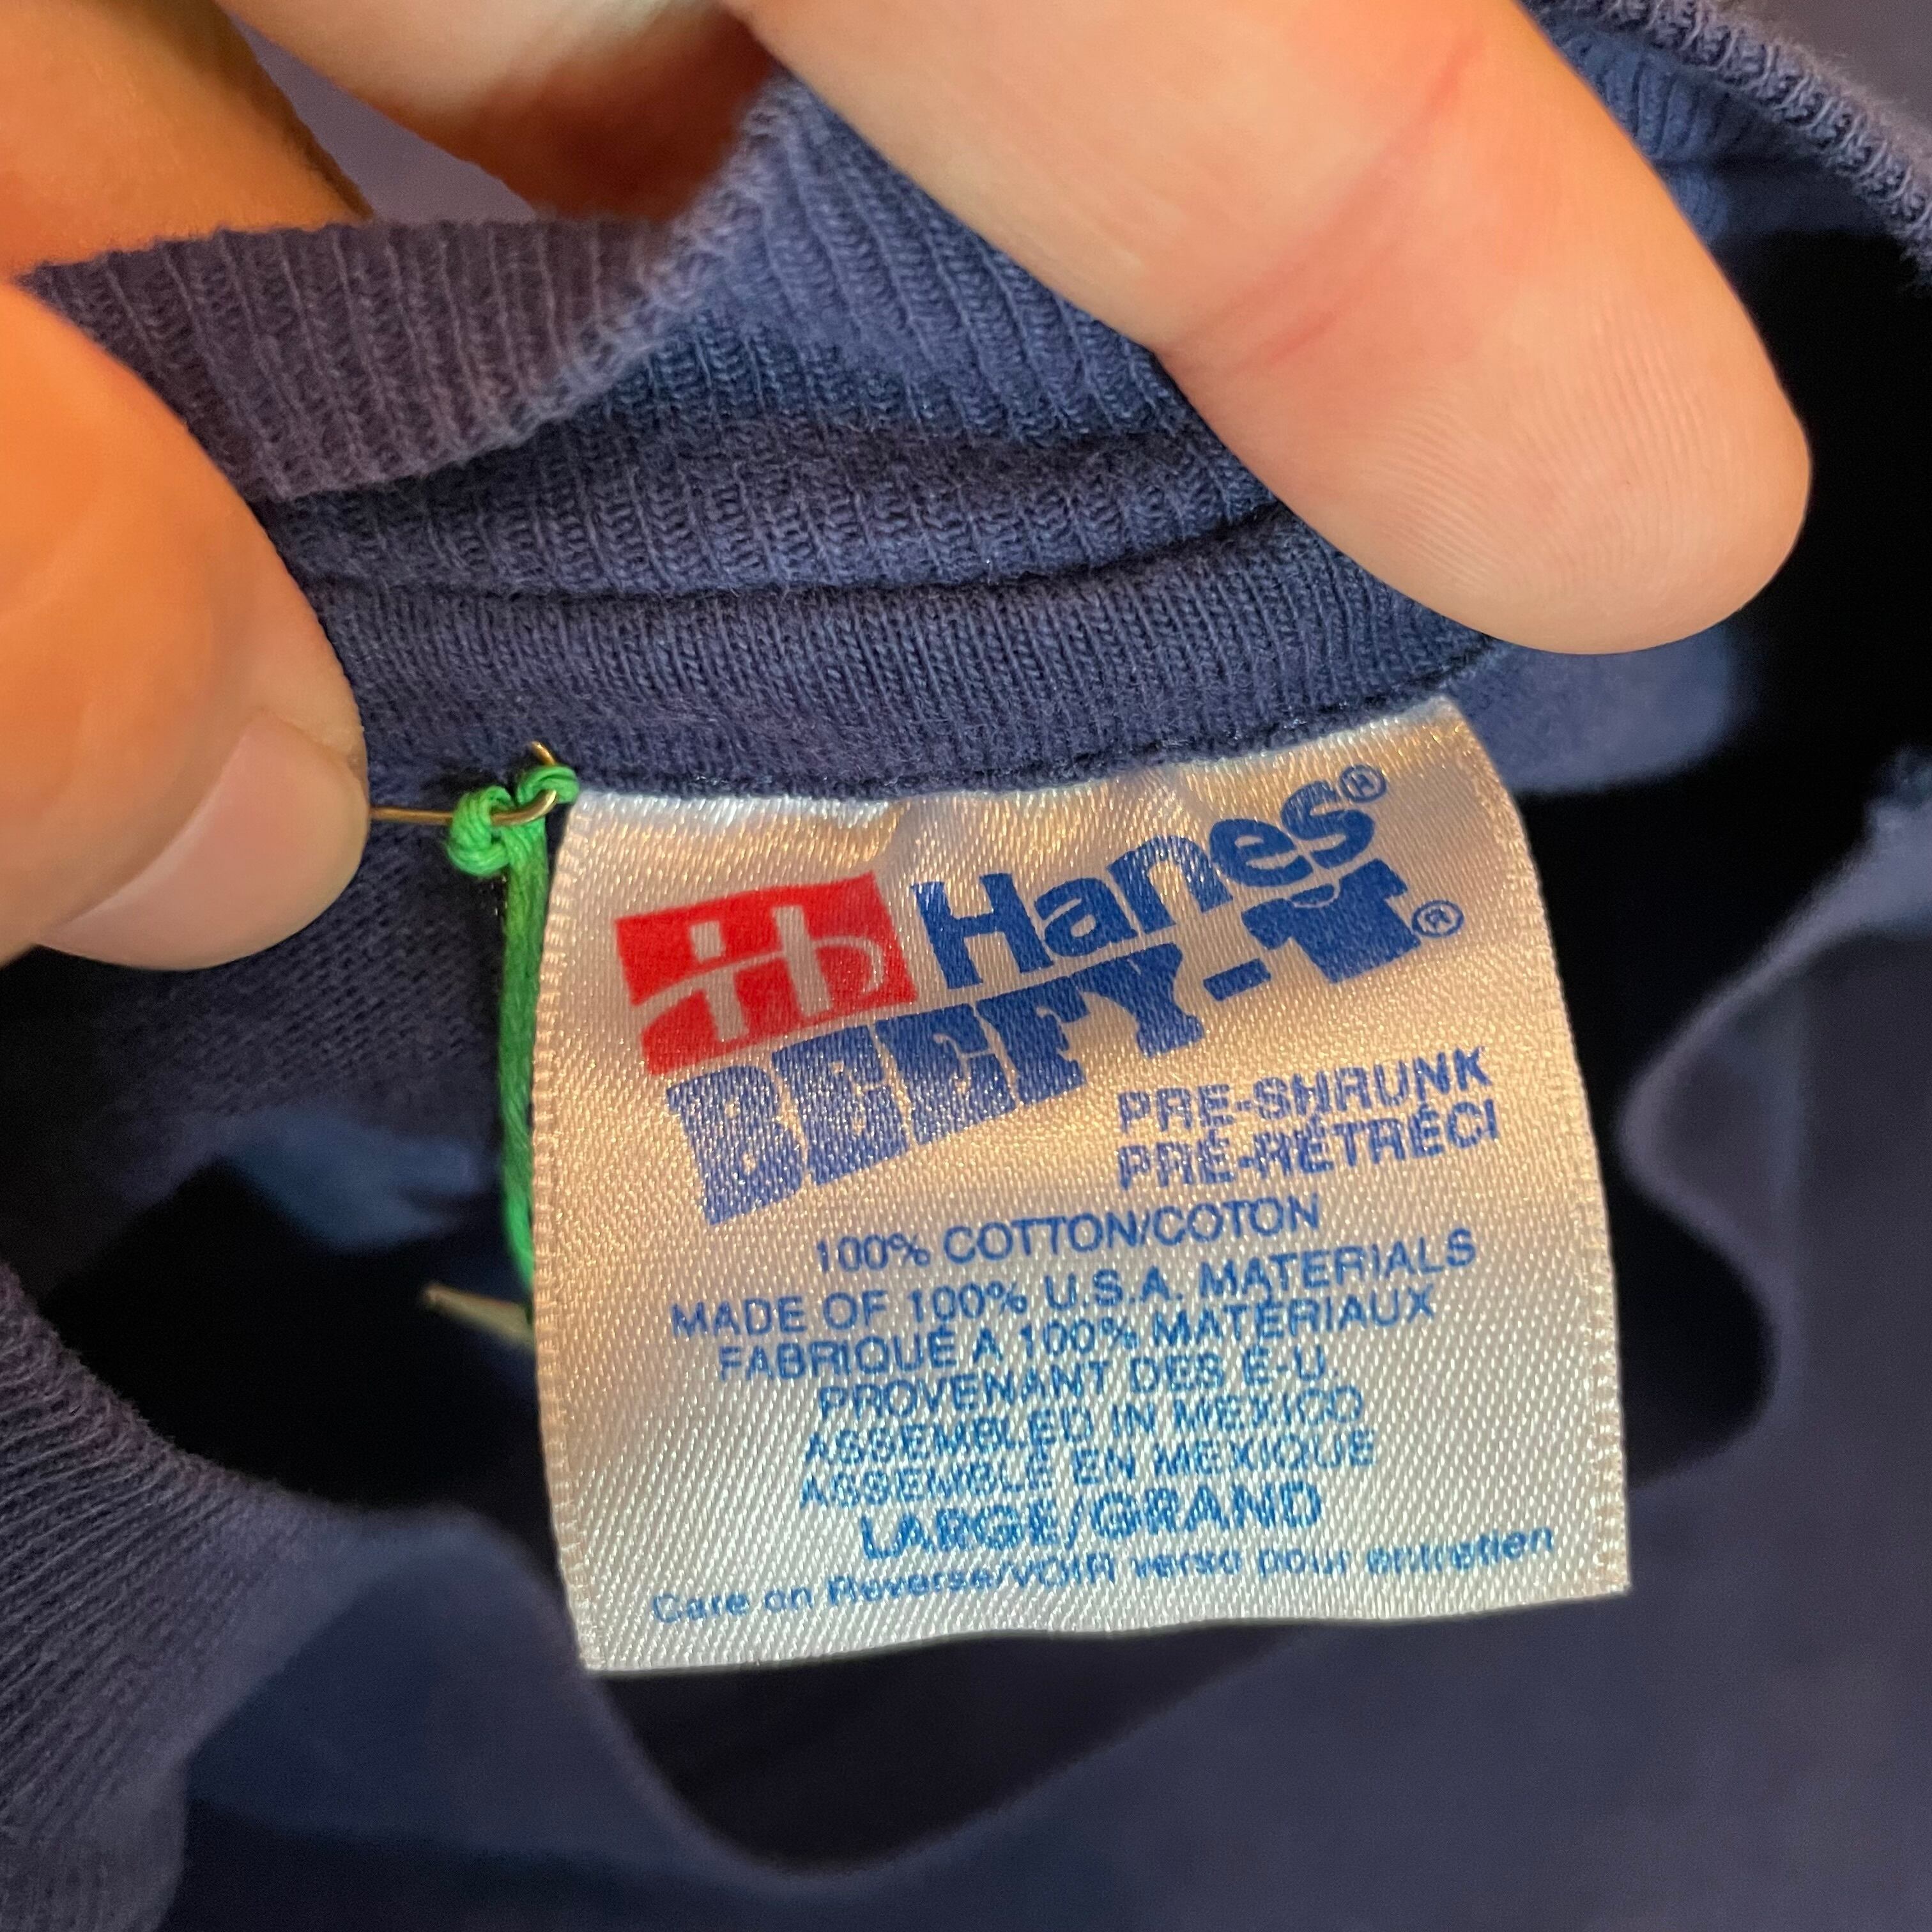 Hanes®
BEEFY-T®
PRE-SHRUNK
PRÉ-RÉTRÉCI
100% COTTON/COTON
MADE OF 100% U.S.A. MATERIALS
FABRIQUÉ A 100% MATÉRIAUX
PROVENANT DES É-U.
ASSEMBLED IN MEXICO
ASSEMBLÉ EN MEXIQUE
LARGE/GRAND
Care on Reverse/VOIR verso pour entretien